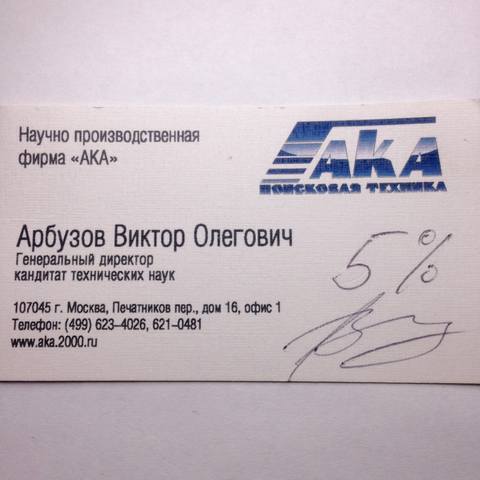 Научно производственная
фирма «АКА»
АКА
ПОИСКОВАЯ ТЕХНИКА
Арбузов Виктор Олегович
Генеральный директор
кандитат технических наук
5%
107045 г. Москва, Печатников пер., дом 16, офис 1
Телефон: (499) 623–4026, 621-0481
www.aka.2000.ru